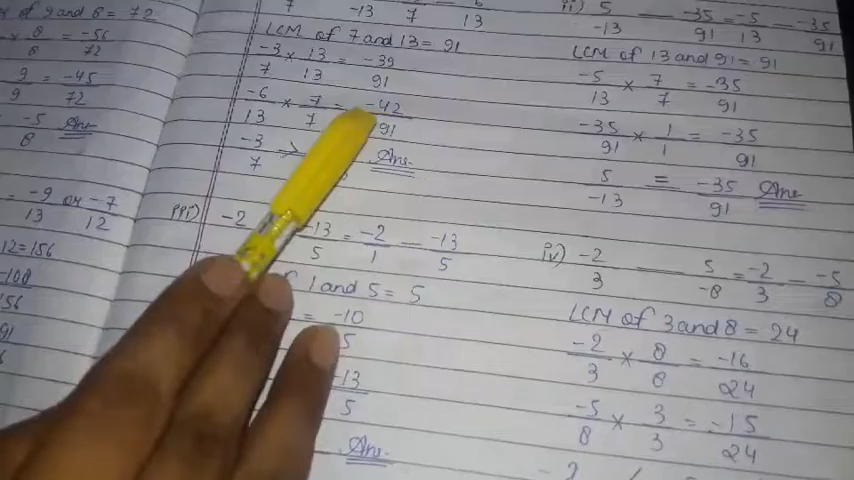 of 9 and 8 = 72
8 = -56
8 72
9 = -45
9 72
-5 Ans
8
= -9 or -7
13 12
12 = 156
-108
156
91
7 -13 7 13
LCM of 7 and 13 = 91
-3 × 13 = -39
7 13 91
-6 × 7 = -42
13 7 91
-3 →
7
Ans
iii) -2 -13 = -2 — -13
5 1 5
1 and 5 = 5
= -10
5
-13
5
Ans
ii) 5 — -35 = -5 — -35
-13 91 13 91
LCM of 13 and 91 = 91
-5 × 7 = -35
13 7 91
-35 × 1 = -35
91 1 91
5 = -35 Ans
-13 91
iv) -2 — 5 = -2 — -5
3 -8 3 8
LCM of 3 and 8 = 24
-2 × 8 = -16
3 8 24
-5 × 3 = -15
8 3 24
-2